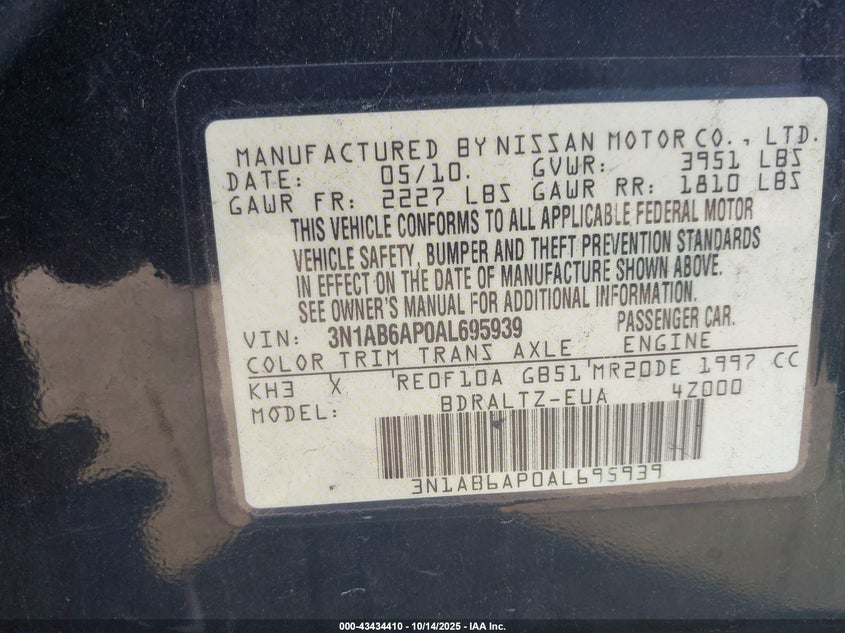 MANUFACTURED BY NISSAN MOTOR CO., LTD.
DATE: 05/10. GVWR: 3951 LBS
GAWR FR: 2227 LBS GAWR RR: 1810 LBS
THIS VEHICLE CONFORMS TO ALL APPLICABLE FEDERAL MOTOR
VEHICLE SAFETY, BUMPER AND THEFT PREVENTION STANDARDS
IN EFFECT ON THE DATE OF MANUFACTURE SHOWN ABOVE.
SEE OWNER'S MANUAL FOR ADDITIONAL INFORMATION.
VIN: 3N1AB6AP0AL695939 PASSENGER CAR.
COLOR TRIM TRANS AXLE ENGINE
KH3 X RE0F10A GB51 MR20DE 1997 CC
MODEL: BDRALTZ-EUA 4Z000
3N1AB6AP0AL695939
000-43434410 - 10/14/2025 - IAA Inc.